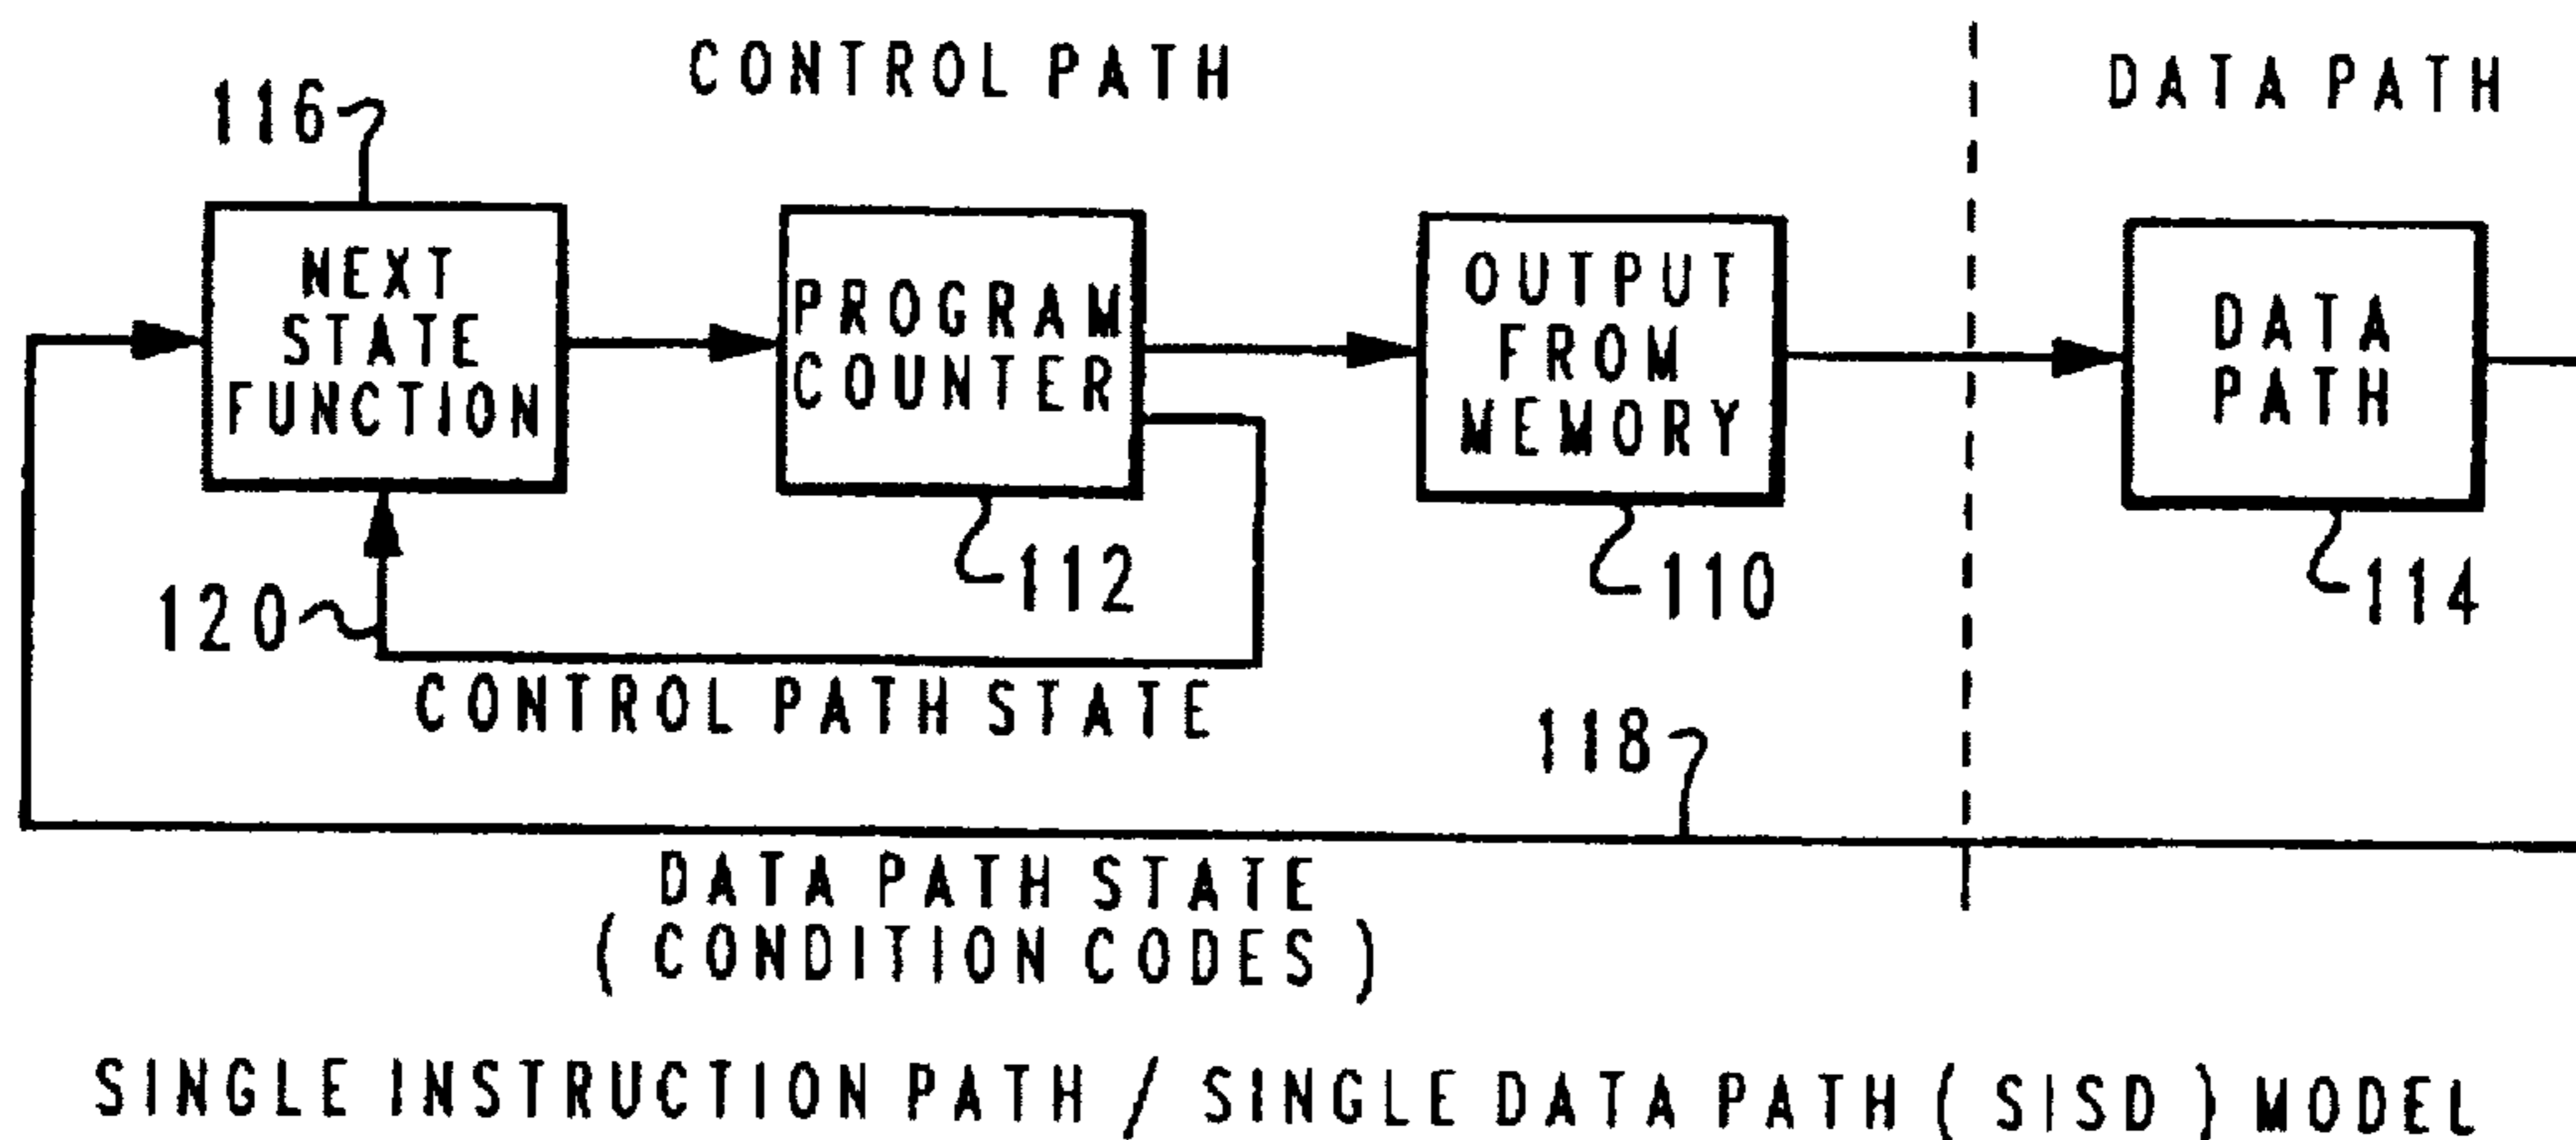 CONTROL PATH
DATA PATH
116
NEXT
STATE
FUNCTION
PROGRAM
COUNTER
OUTPUT
FROM
MEMORY
DATA
PATH
112
110
114
120
CONTROL PATH STATE
118
DATA PATH STATE
( CONDITION CODES )
SINGLE INSTRUCTION PATH / SINGLE DATA PATH ( SISD ) MODEL